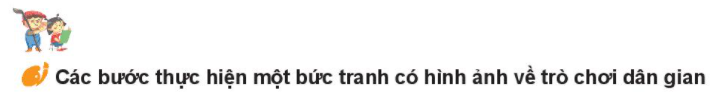 Các bước thực hiện một bức tranh có hình ảnh về trò chơi dân gian